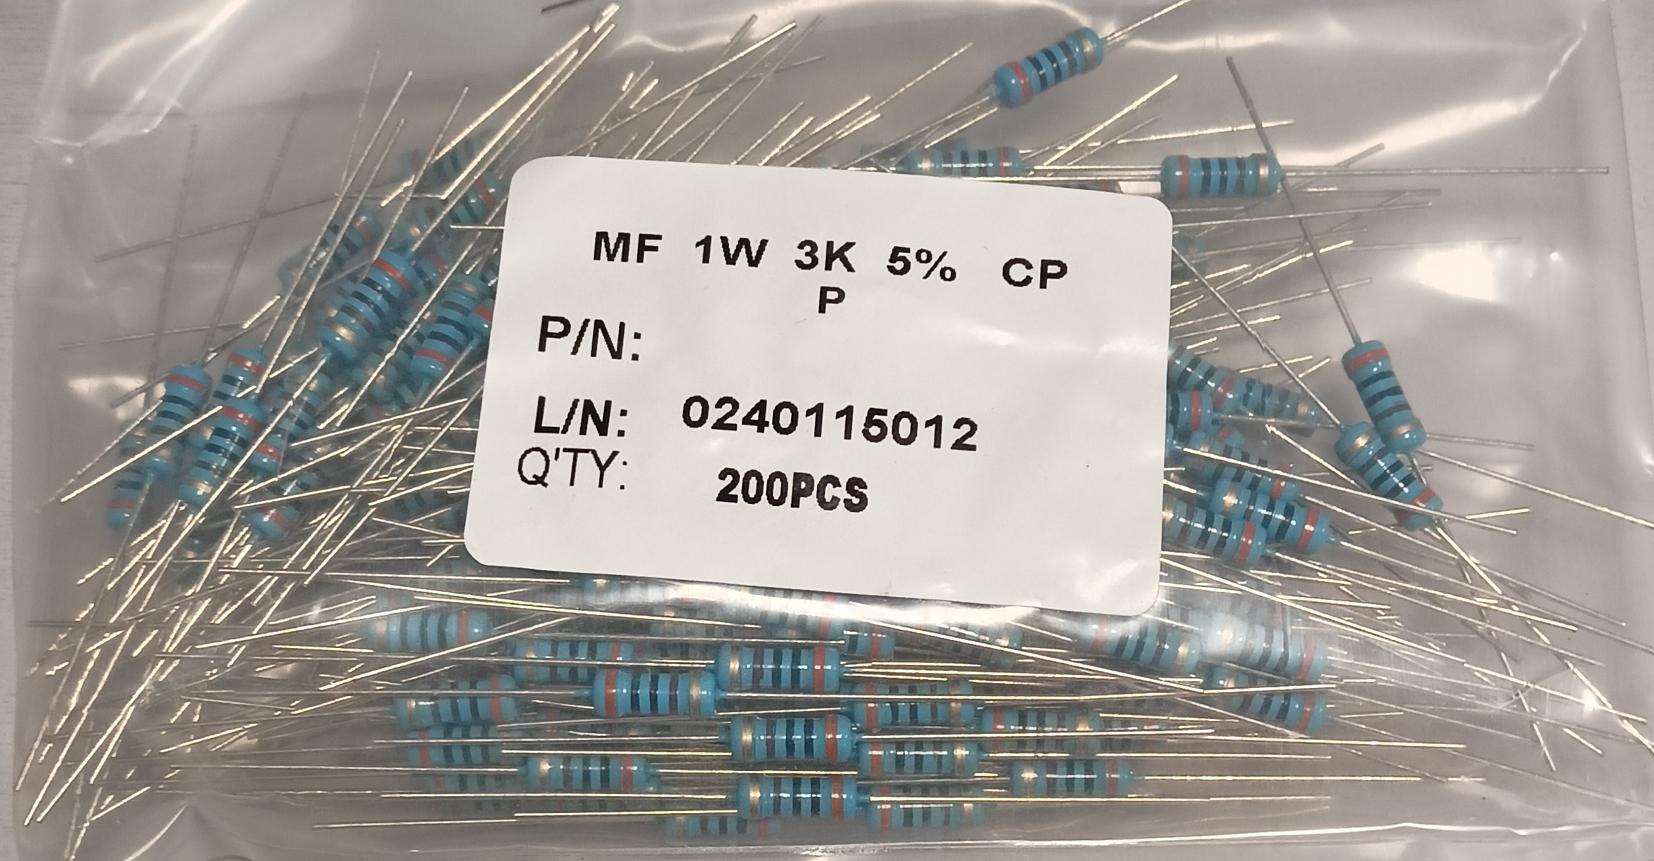 MF 1W 3K 5% CP
P
P/N:
L/N: 0240115012
Q'TY: 200PCS